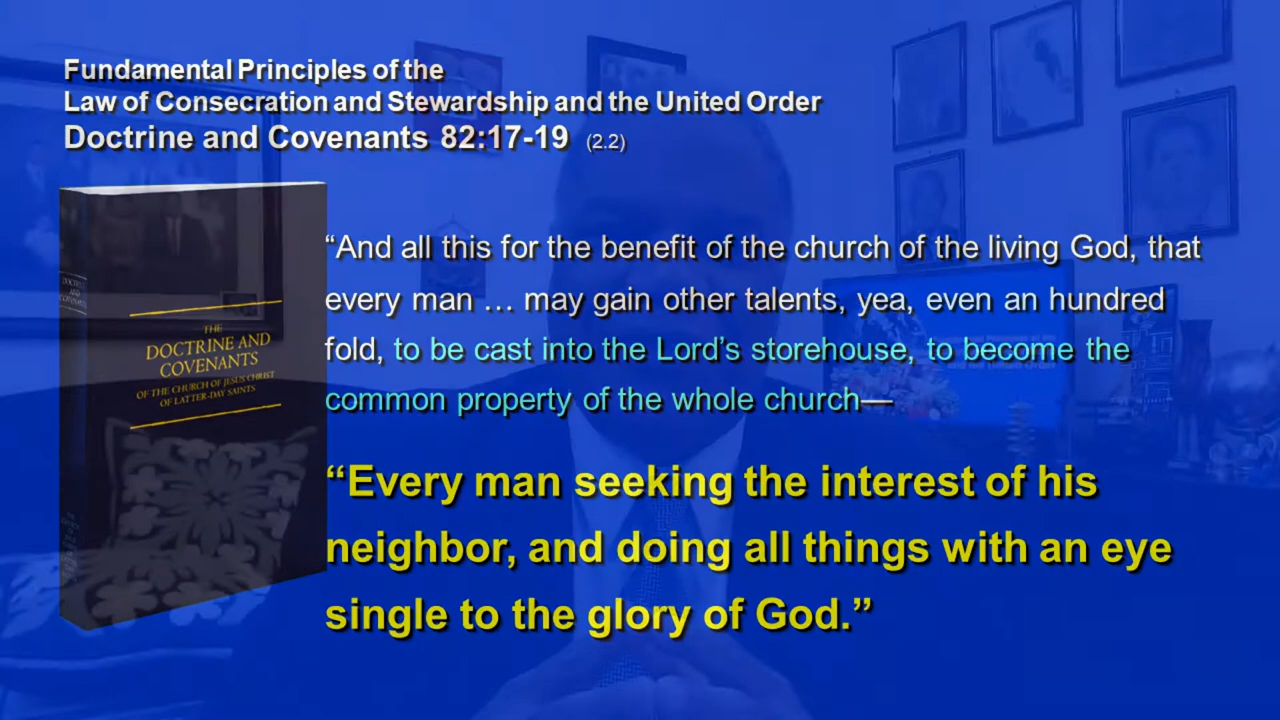 Fundamental Principles of the
Law of Consecration and Stewardship and the United Order
Doctrine and Covenants 82:17-19 (2.2)
DOCTRINE
AND
COVENANTS
THE
DOCTRINE AND
COVENANTS
OF THE CHURCH OF JESUS CHRIST
OF LATTER-DAY SAINTS
“And all this for the benefit of the church of the living God, that
every man … may gain other talents, yea, even an hundred
fold, to be cast into the Lord’s storehouse, to become the
common property of the whole church—
“Every man seeking the interest of his
neighbor, and doing all things with an eye
single to the glory of God.”